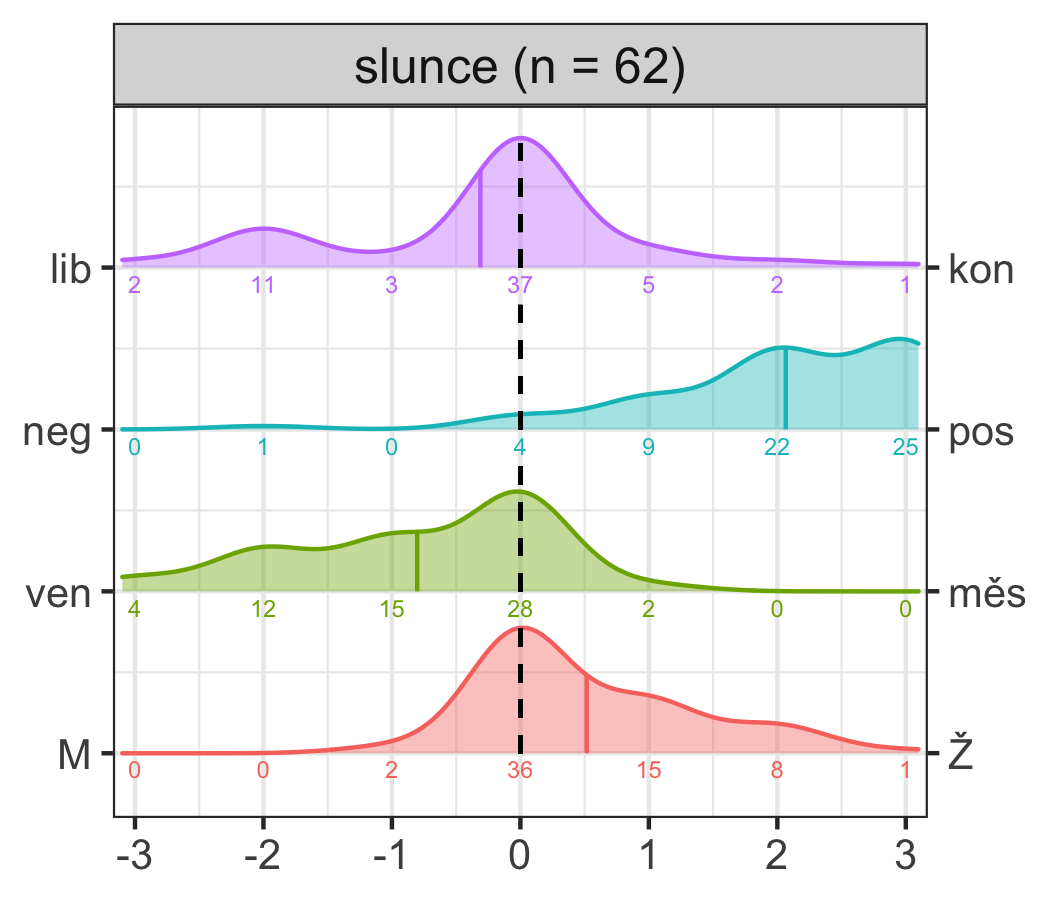 slunce (n = 62)
lib kon
2 11 3 37 5 2 1
neg pos
0 1 0 4 9 22 25
ven měs
4 12 15 28 2 0 0
M Ž
0 0 2 36 15 8 1
-3 -2 -1 0 1 2 3